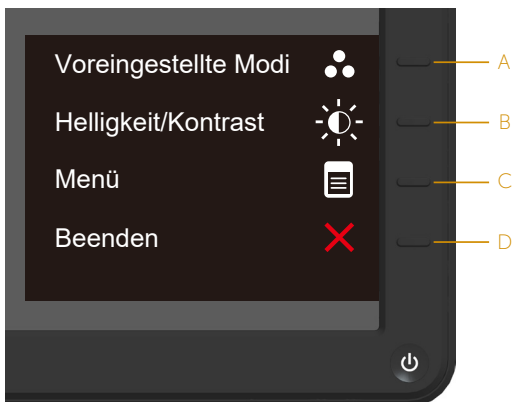 Voreingestellte Modi
A
Helligkeit/Kontrast
B
Menü
C
Beenden
D